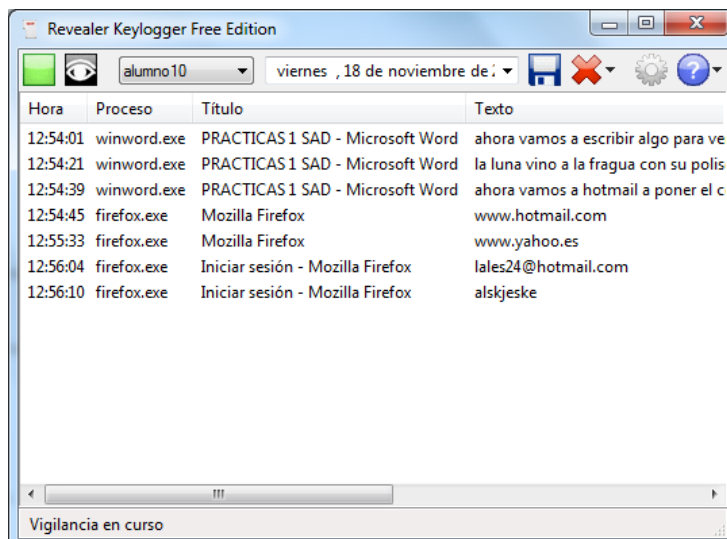 Revealer Keylogger Free Edition
alumno10 viernes , 18 de noviembre de
Hora Proceso Título Texto
12:54:01 winword.exe PRACTICAS 1 SAD - Microsoft Word ahora vamos a escribir algo para ve
12:54:21 winword.exe PRACTICAS 1 SAD - Microsoft Word la luna vino a la fragua con su polis
12:54:39 winword.exe PRACTICAS 1 SAD - Microsoft Word ahora vamos a hotmail a poner el c
12:54:45 firefox.exe Mozilla Firefox www.hotmail.com
12:55:33 firefox.exe Mozilla Firefox www.yahoo.es
12:56:04 firefox.exe Iniciar sesión - Mozilla Firefox lales24@hotmail.com
12:56:10 firefox.exe Iniciar sesión - Mozilla Firefox alskjeske
Vigilancia en curso